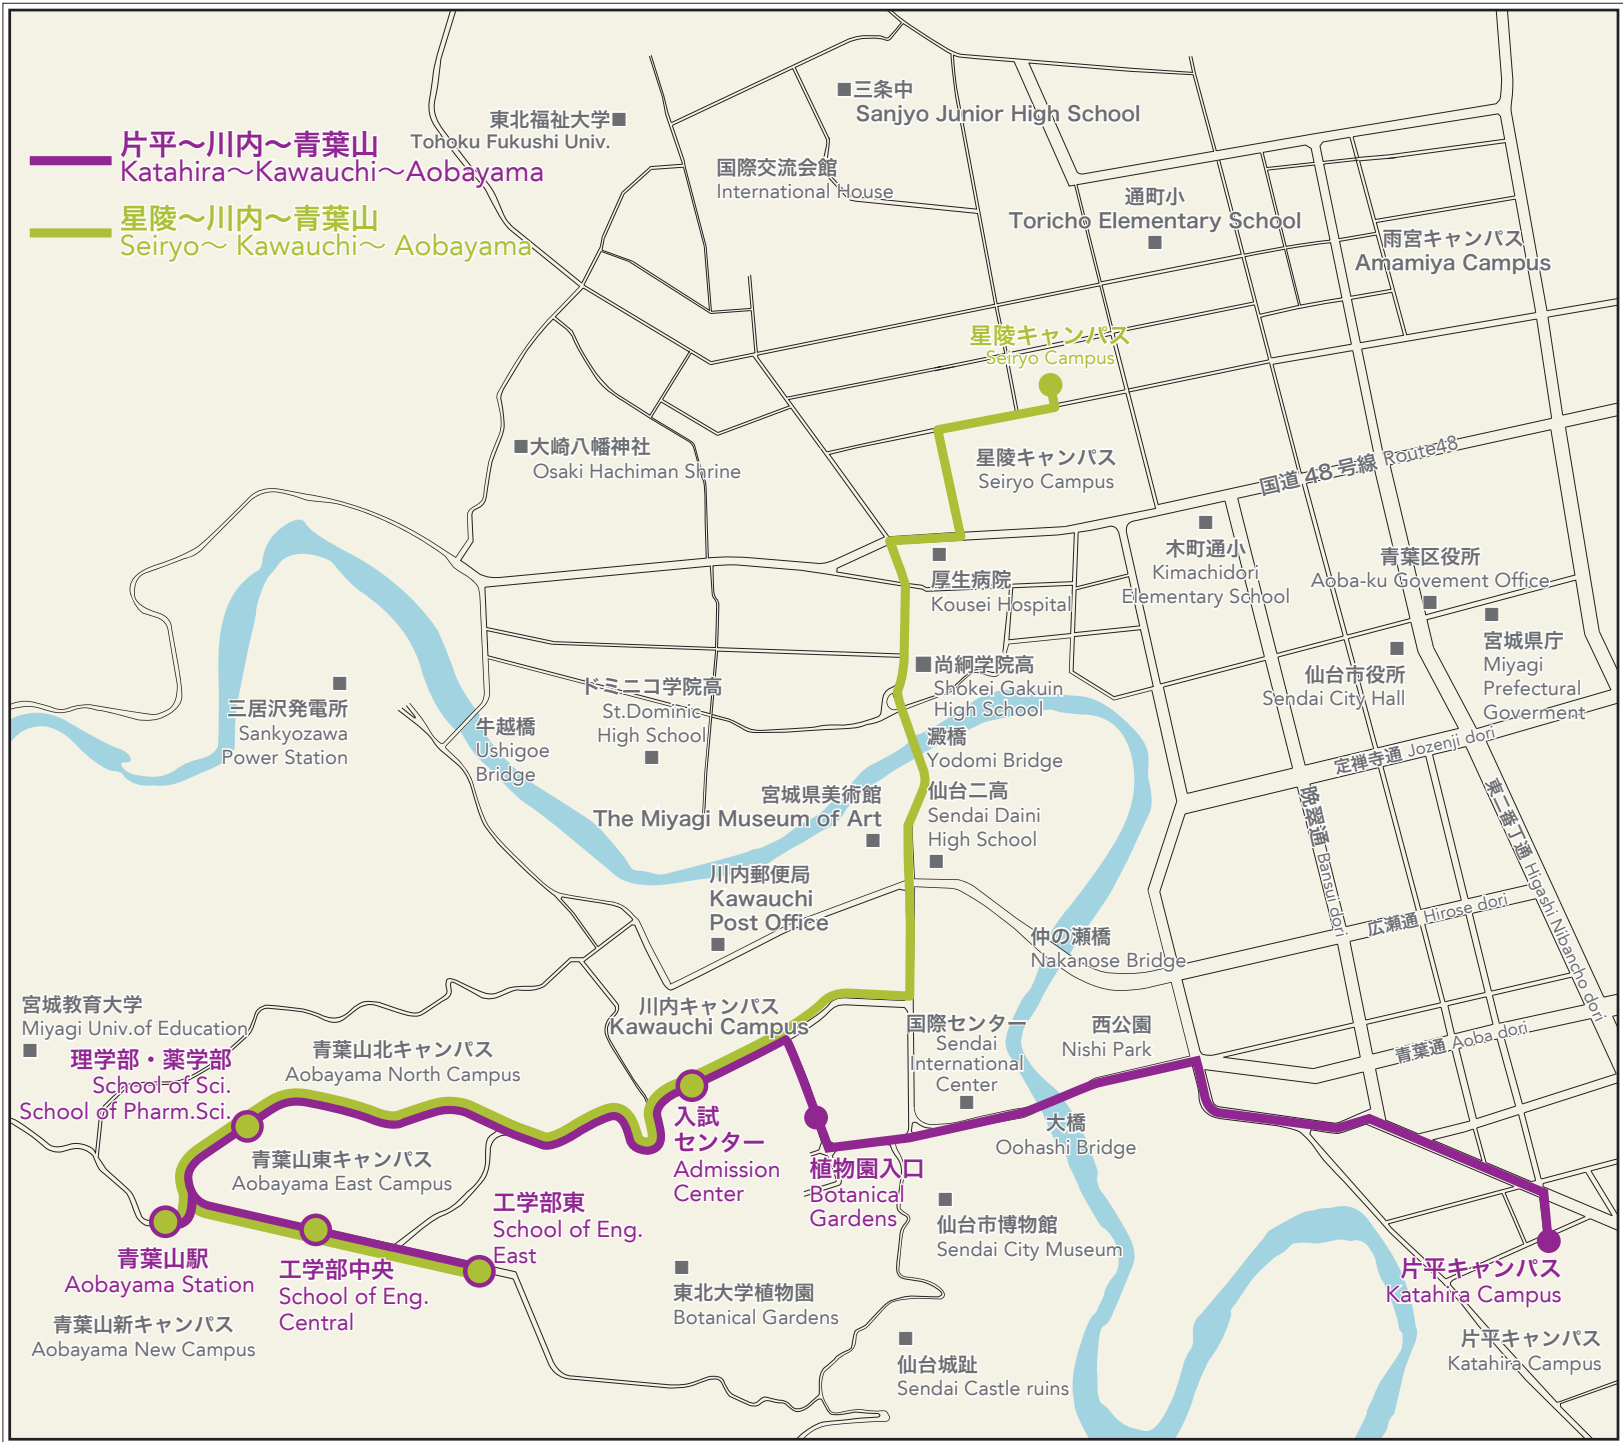 片平〜川内〜青葉山
Katahira〜Kawauchi〜Aobayama
星陵〜川内〜青葉山
Seiryo〜 Kawauchi〜 Aobayama
東北福祉大学
Tohoku Fukushi Univ.
三条中
Sanjyo Junior High School
国際交流会館
International House
通町小
Toricho Elementary School
雨宮キャンパス
Amamiya Campus
星陵キャンパス
Seiryo Campus
大崎八幡神社
Osaki Hachiman Shrine
星陵キャンパス
Seiryo Campus
国道 48 号線 Route48
木町通小
Kimachidori
Elementary School
青葉区役所
Aoba-ku Govement Office
厚生病院
Kousei Hospital
宮城県庁
Miyagi
Prefectural
Goverment
仙台市役所
Sendai City Hall
尚絅学院高
Shokei Gakuin
High School
三居沢発電所
Sankyozawa
Power Station
牛越橋
Ushigoe
Bridge
ドミニコ学院高
St.Dominic
High School
澱橋
Yodomi Bridge
定禅寺通 Jozenji dori
宮城県美術館
The Miyagi Museum of Art
仙台二高
Sendai Daini
High School
晩翠通 Bansui dori
東二番丁通 Higashi Nibancho dori
川内郵便局
Kawauchi
Post Office
広瀬通 Hirose dori
仲の瀬橋
Nakanose Bridge
宮城教育大学
Miyagi Univ.of Education
川内キャンパス
Kawauchi Campus
国際センター
Sendai
International
Center
西公園
Nishi Park
青葉通 Aoba dori
理学部・薬学部
School of Sci.
School of Pharm.Sci.
青葉山北キャンパス
Aobayama North Campus
入試
センター
Admission
Center
大橋
Oohashi Bridge
青葉山東キャンパス
Aobayama East Campus
植物園入口
Botanical
Gardens
工学部東
School of Eng.
East
仙台市博物館
Sendai City Museum
青葉山駅
Aobayama Station
工学部中央
School of Eng.
Central
東北大学植物園
Botanical Gardens
片平キャンパス
Katahira Campus
青葉山新キャンパス
Aobayama New Campus
仙台城趾
Sendai Castle ruins
片平キャンパス
Katahira Campus